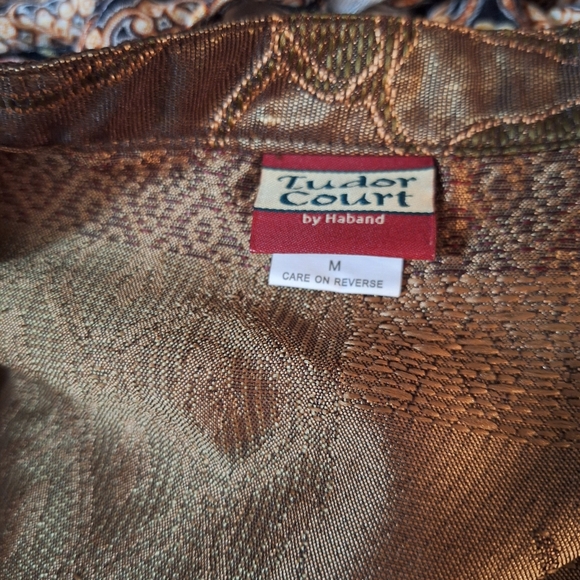 Tudor
Court
by Haband
M
CARE ON REVERSE